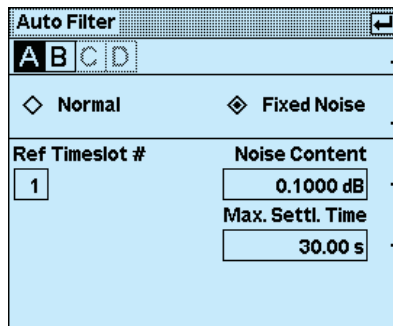 Auto Filter
A B C D
Normal Fixed Noise
Ref Timeslot # Noise Content
1 0.1000 dB
Max. Settl. Time
30.00 s